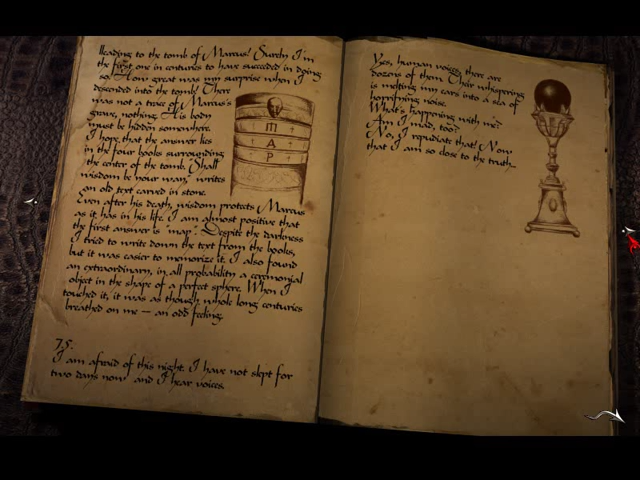 leading to the tomb of Marcus! Surely I'm
the first one in centuries to have succeeded in doing
so. How great was my surprise when I
descended into the tomb! There
was not a trace of Marcus's
grave, nothing. His body
must be hidden somewhere.
I hope that the answer lies
in the four books surrounding
the center of the tomb. "Shall
wisdom be your way," writes
an old text carved in stone.
Even after his death, wisdom protects Marcus
as it has in his life. I am almost positive that
the first answer is "map". Despite the darkness
I tried to write down the text from the books,
but it was easier to memorize it. I also found
an extraordinary, in all probability a ceremonial
object in the shape of a perfect sphere. When I
touched it, it was as though whole long centuries
breathed on me – an odd feeling.
7.5.
I am afraid of this night. I have not slept for
two days now and I hear voices.
M
A
P
Yes, human voices, there are
dozens of them. Their whispering
is melting my ears into a sea of
horrifying noise.
What's happening with me?
Am I mad, too?
No, I repudiate that! Now
that I am so close to the truth...